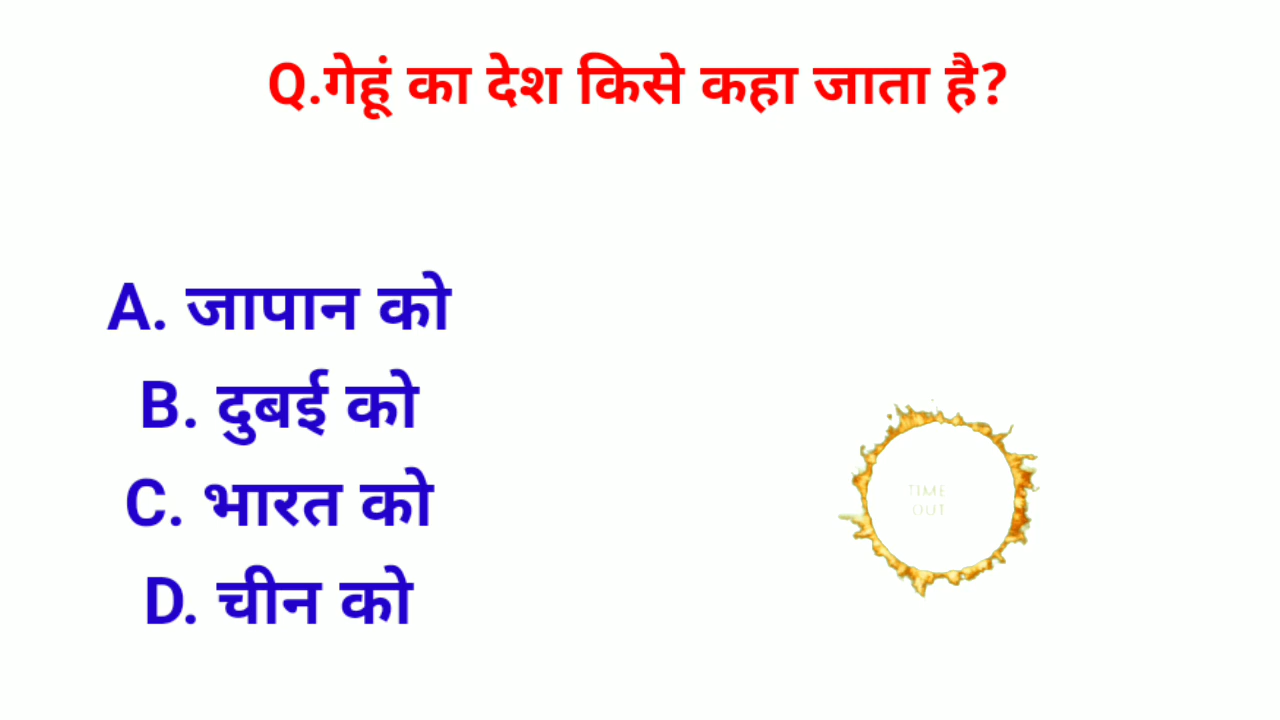 Q.गेहूं का देश किसे कहा जाता है?
A. जापान को
B. दुबई को
C. भारत को
D. चीन को
TIME
OUT